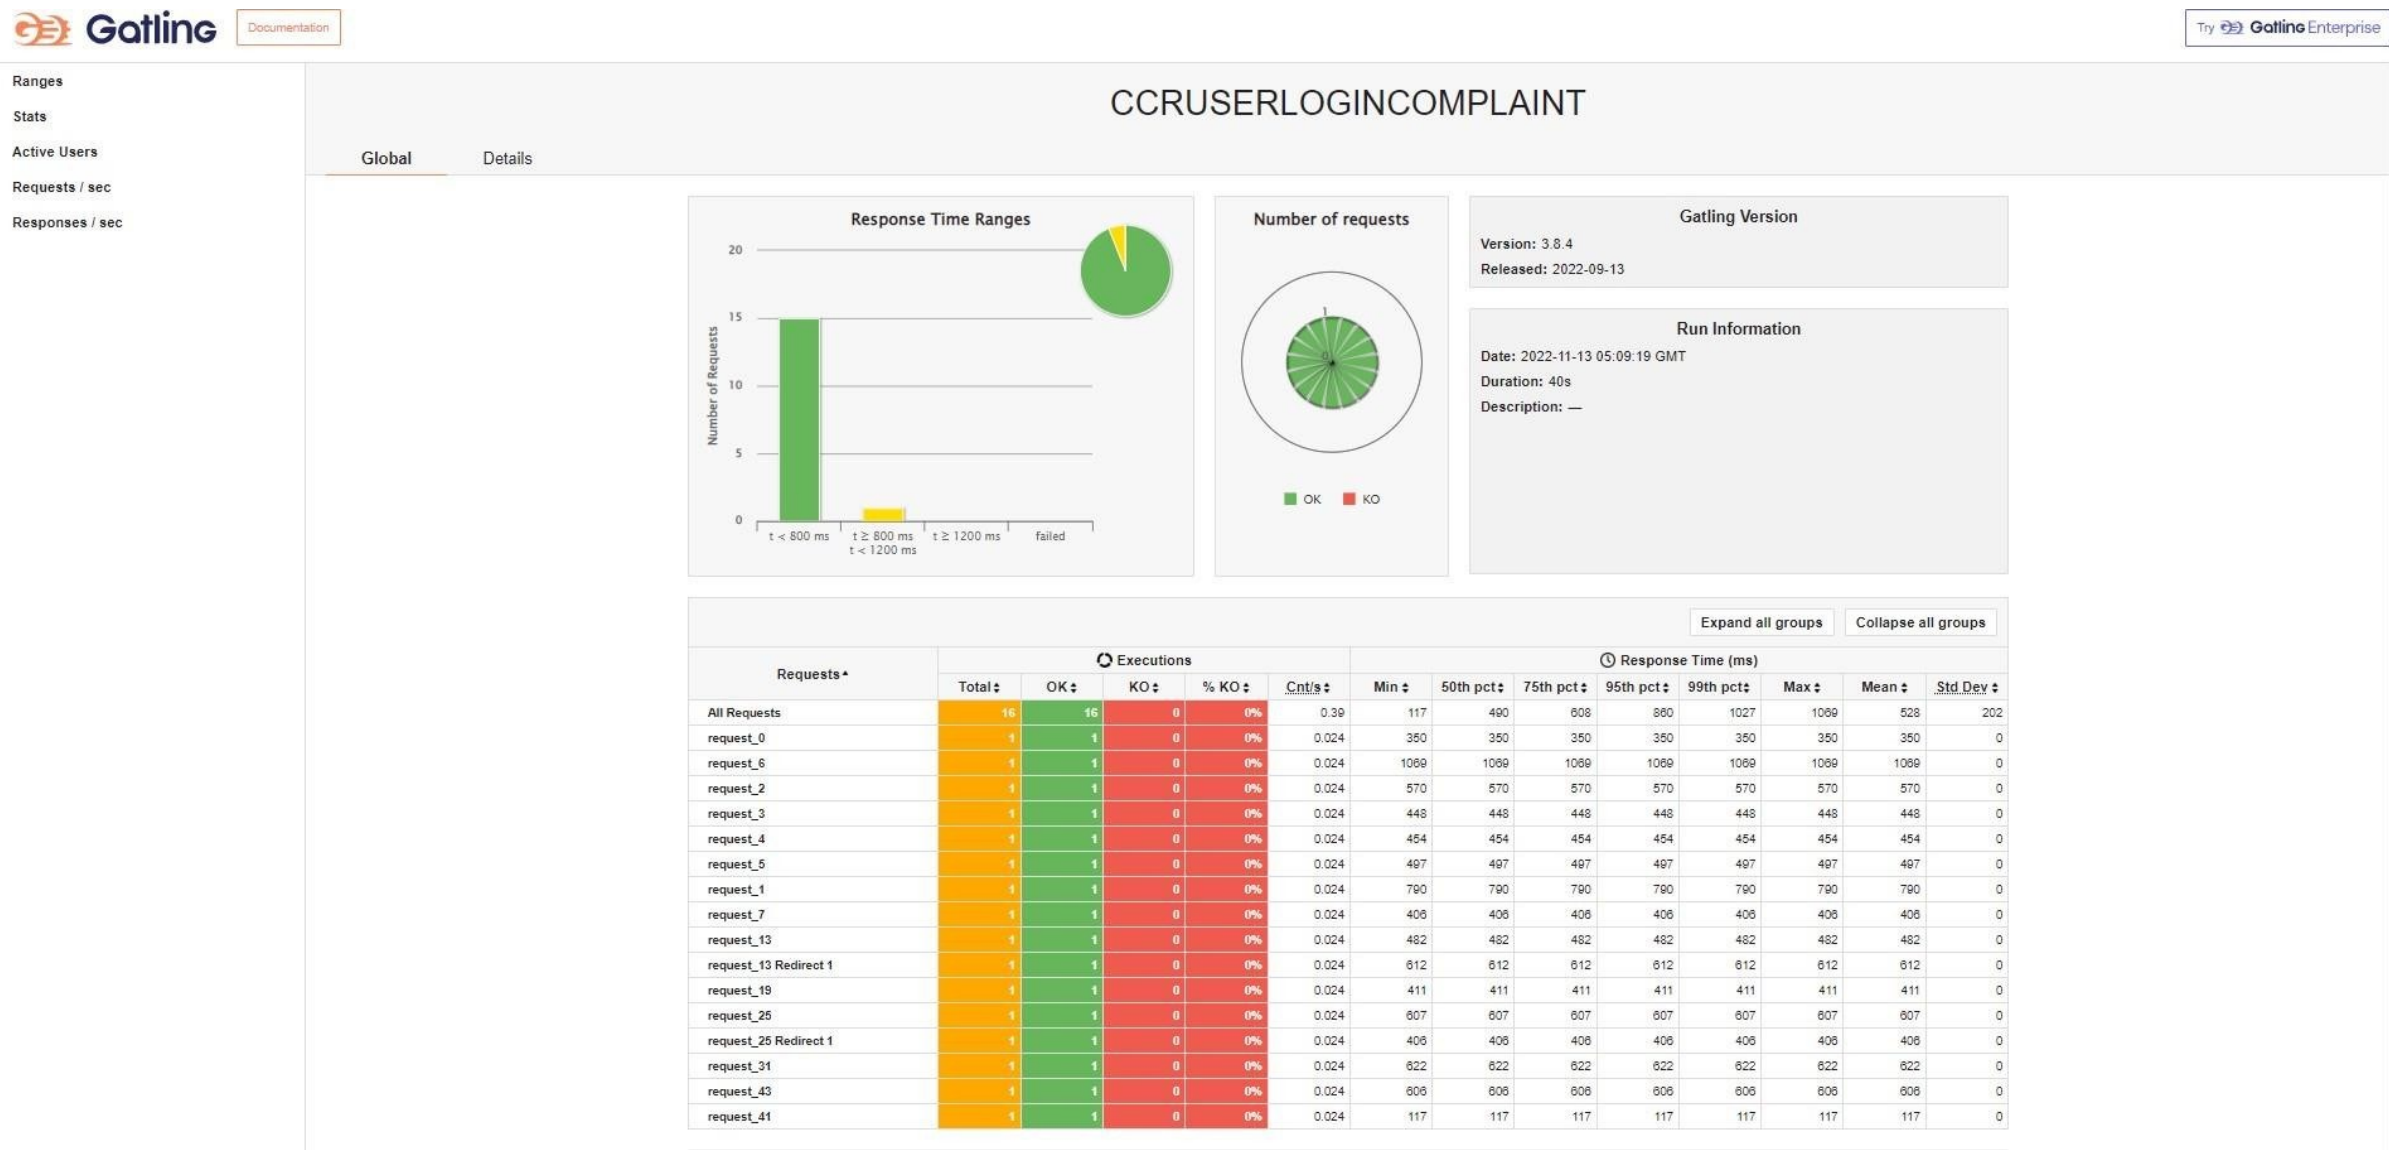 Gatling Documentation
Try Gatling Enterprise
Ranges
Stats
Active Users
Requests / sec
Responses / sec
CCRUSERLOGINCOMPLAINT
Global Details
Response Time Ranges
Number of Requests
20
15
10
5
0
t < 800 ms
t ≥ 800 ms
t < 1200 ms
t ≥ 1200 ms
failed
Number of requests
1
0
OK KO
Gatling Version
Version: 3.8.4
Released: 2022-09-13
Run Information
Date: 2022-11-13 05:09:19 GMT
Duration: 40s
Description: —
Expand all groups Collapse all groups
Requests Executions Response Time (ms)
Total OK KO % KO Cnt/s Min 50th pct 75th pct 95th pct 99th pct Max Mean Std Dev
All Requests 16 16 0 0% 0.39 117 490 608 860 1027 1069 528 202
request_0 1 1 0 0% 0.024 350 350 350 350 350 350 350 0
request_6 1 1 0 0% 0.024 1069 1069 1069 1069 1069 1069 1069 0
request_2 1 1 0 0% 0.024 570 570 570 570 570 570 570 0
request_3 1 1 0 0% 0.024 448 448 448 448 448 448 448 0
request_4 1 1 0 0% 0.024 454 454 454 454 454 454 454 0
request_5 1 1 0 0% 0.024 497 497 497 497 497 497 497 0
request_1 1 1 0 0% 0.024 790 790 790 790 790 790 790 0
request_7 1 1 0 0% 0.024 406 406 406 406 406 406 406 0
request_13 1 1 0 0% 0.024 482 482 482 482 482 482 482 0
request_13 Redirect 1 1 1 0 0% 0.024 612 612 612 612 612 612 612 0
request_19 1 1 0 0% 0.024 411 411 411 411 411 411 411 0
request_25 1 1 0 0% 0.024 607 607 607 607 607 607 607 0
request_25 Redirect 1 1 1 0 0% 0.024 406 406 406 406 406 406 406 0
request_31 1 1 0 0% 0.024 622 622 622 622 622 622 622 0
request_43 1 1 0 0% 0.024 606 606 606 606 606 606 606 0
request_41 1 1 0 0% 0.024 117 117 117 117 117 117 117 0